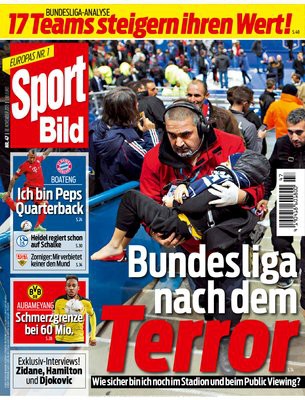 BUNDESLIGA-ANALYSE
17 Teams steigern ihren Wert! S. 48
EUROPAS NR. 1
Sport
Bild
BOATENG
Ich bin Peps
Quarterback
S. 26
Heidel regiert schon
auf Schalke
Zorniger: Mir verbietet
keiner den Mund
AUBAMEYANG
Schmerzgrenze
bei 60 Mio.
Exklusiv-Interviews!
Zidane, Hamilton
und Djokovic
Bundesliga
nach dem
Terror
Wie sicher bin ich noch im Stadion und beim Public Viewing?